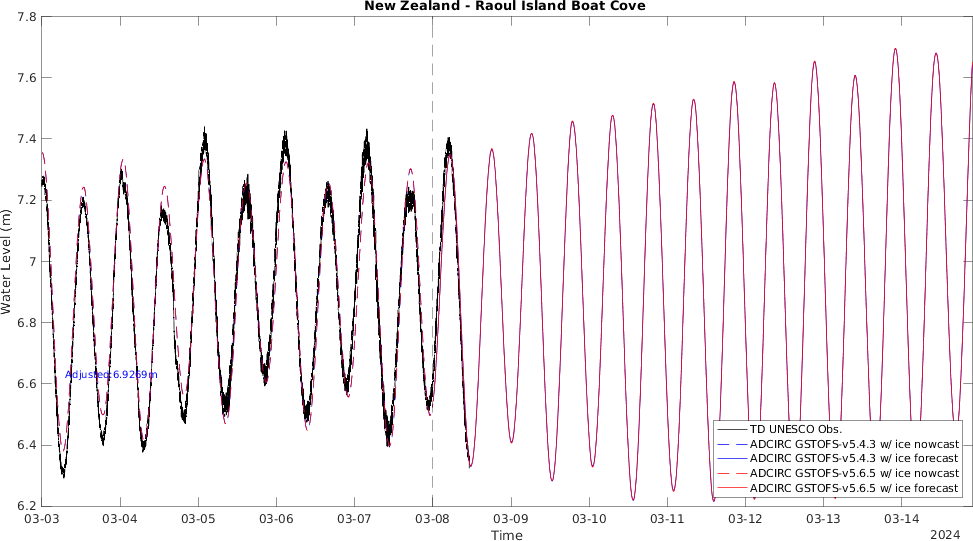 New Zealand - Raoul Island Boat Cove
7.8
7.6
7.4
7.2
7
6.8
6.6
6.4
6.2
Water Level (m)
Adjusted:6.9269m
TD UNESCO Obs.
ADCIRC GSTOFS-v5.4.3 w/ ice nowcast
ADCIRC GSTOFS-v5.4.3 w/ ice forecast
ADCIRC GSTOFS-v5.6.5 w/ ice nowcast
ADCIRC GSTOFS-v5.6.5 w/ ice forecast
03-03 03-04 03-05 03-06 03-07 03-08 03-09 03-10 03-11 03-12 03-13 03-14
Time
2024